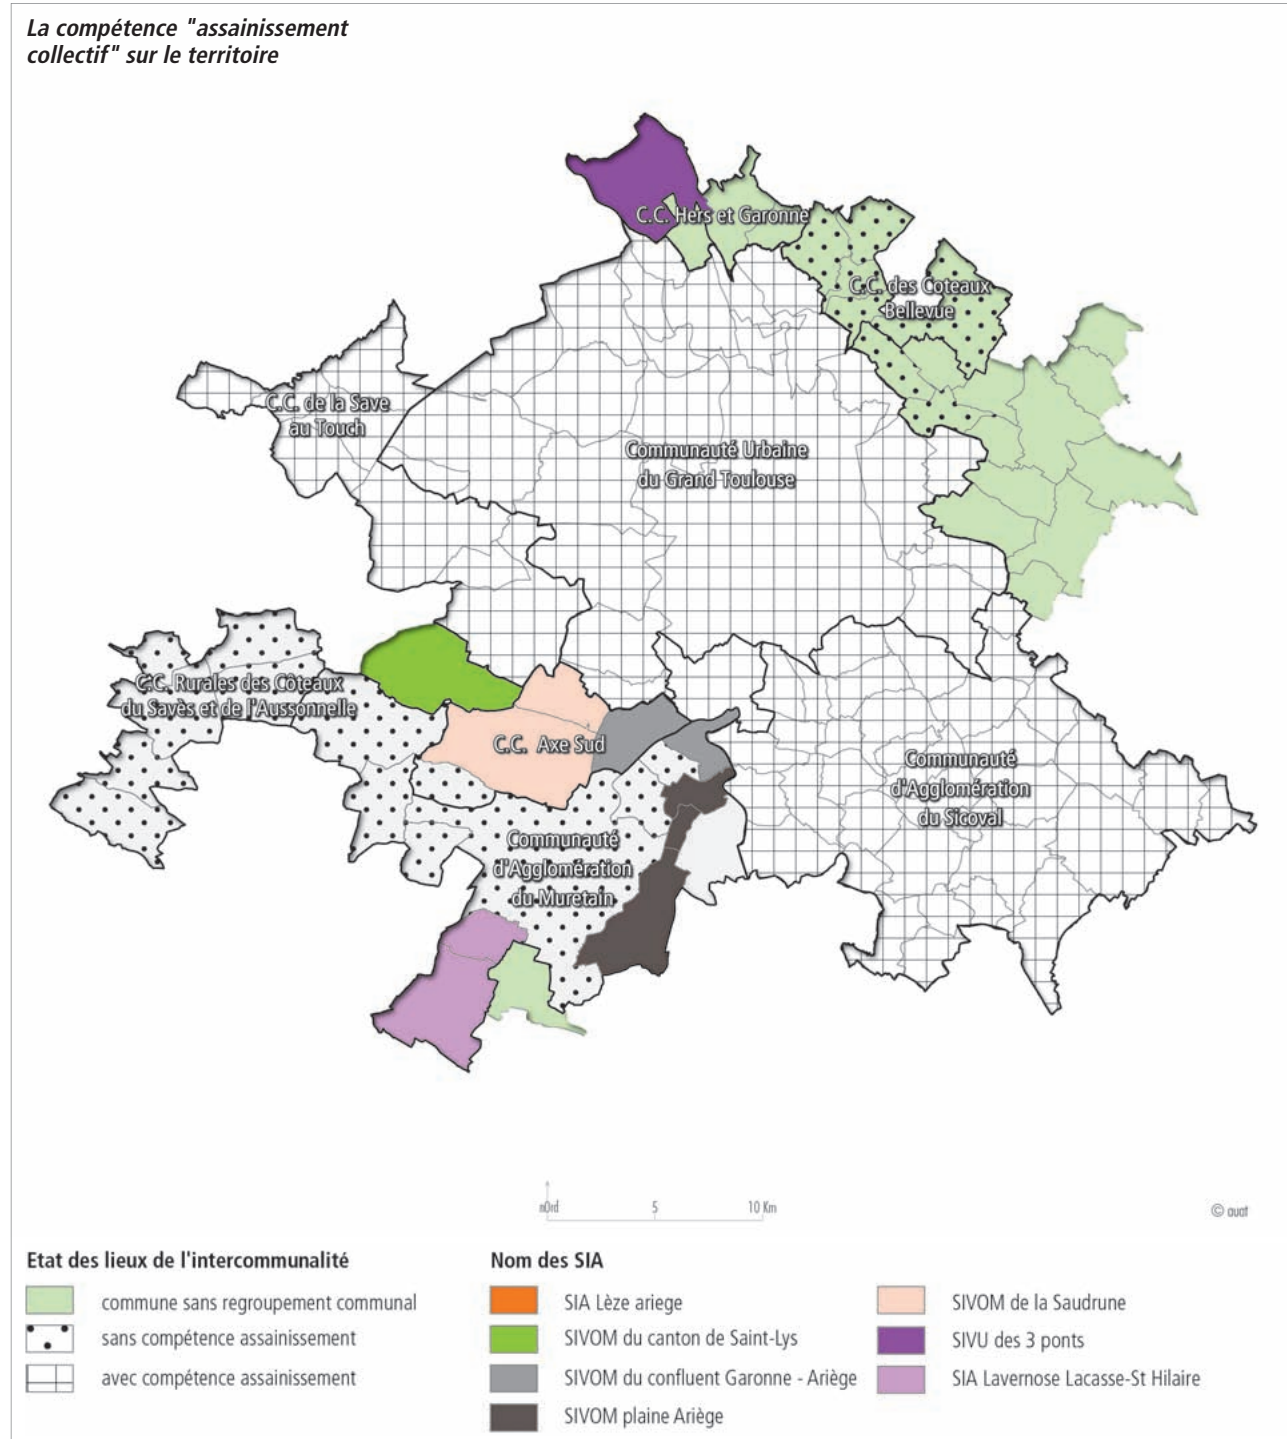 La compétence "assainissement
collectif" sur le territoire
C.C. Hers et Garonne
C.C. des Coteaux
Bellevue
C.C. de la Save
au Touch
Communauté Urbaine
du Grand Toulouse
C.C. Rurales des Côteaux
du Savès et de l'Aussonnelle
C.C. Axe Sud
Communauté
d'Agglomération
du Sicoval
Communauté
d'Agglomération
du Muretain
nOrd 5 10 Km
© auat
Etat des lieux de l'intercommunalité
commune sans regroupement communal
sans compétence assainissement
avec compétence assainissement
Nom des SIA
SIA Lèze ariege
SIVOM du canton de Saint-Lys
SIVOM du confluent Garonne - Ariège
SIVOM plaine Ariège
SIVOM de la Saudrune
SIVU des 3 ponts
SIA Lavernose Lacasse-St Hilaire